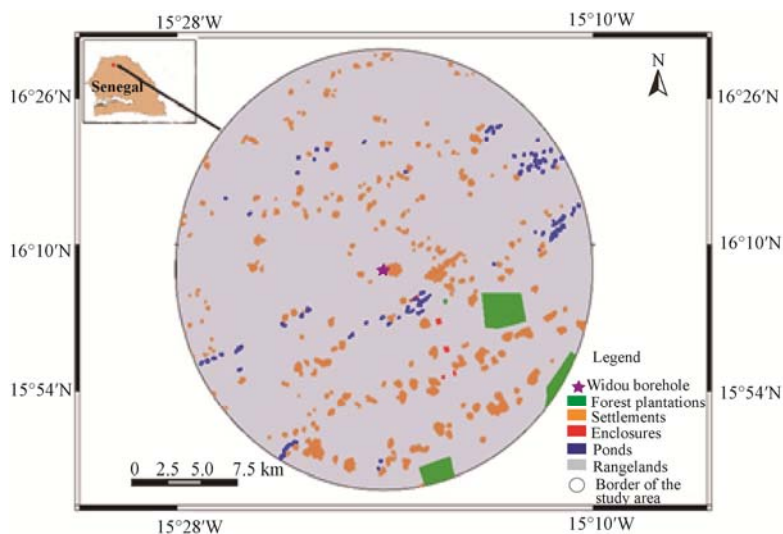 15°28′W
15°10′W
N
Senegal
16°26′N
16°26′N
16°10′N
16°10′N
15°54′N
15°54′N
Legend
Widou borehole
Forest plantations
Settlements
Enclosures
Ponds
Rangelands
Border of the
study area
0 2.5 5.0 7.5 km
15°28′W
15°10′W